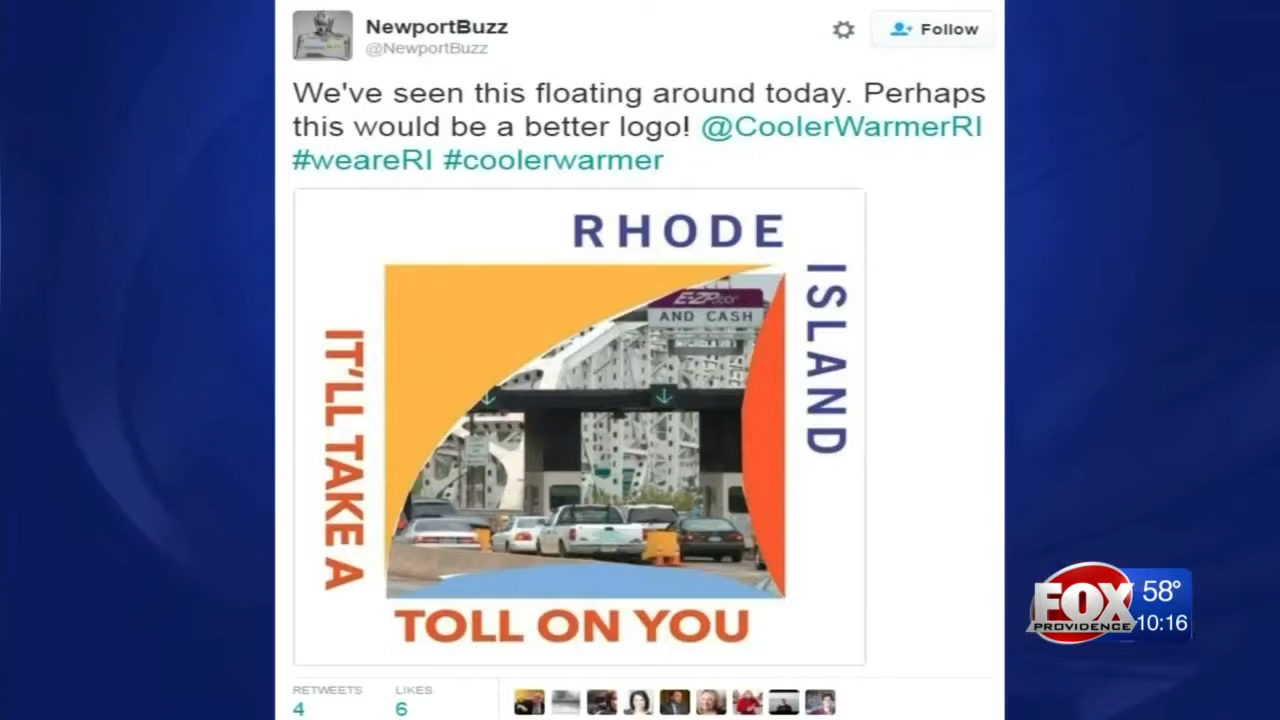 NewportBuzz
@NewportBuzz
Follow
We've seen this floating around today. Perhaps
this would be a better logo! @CoolerWarmerRI
#weareRI #coolerwarmer
RHODE
ISLAND
E-ZPass
AND CASH
IT'LL TAKE A
TOLL ON YOU
RETWEETS
4
LIKES
6
FOX
PROVIDENCE
58°
10:16